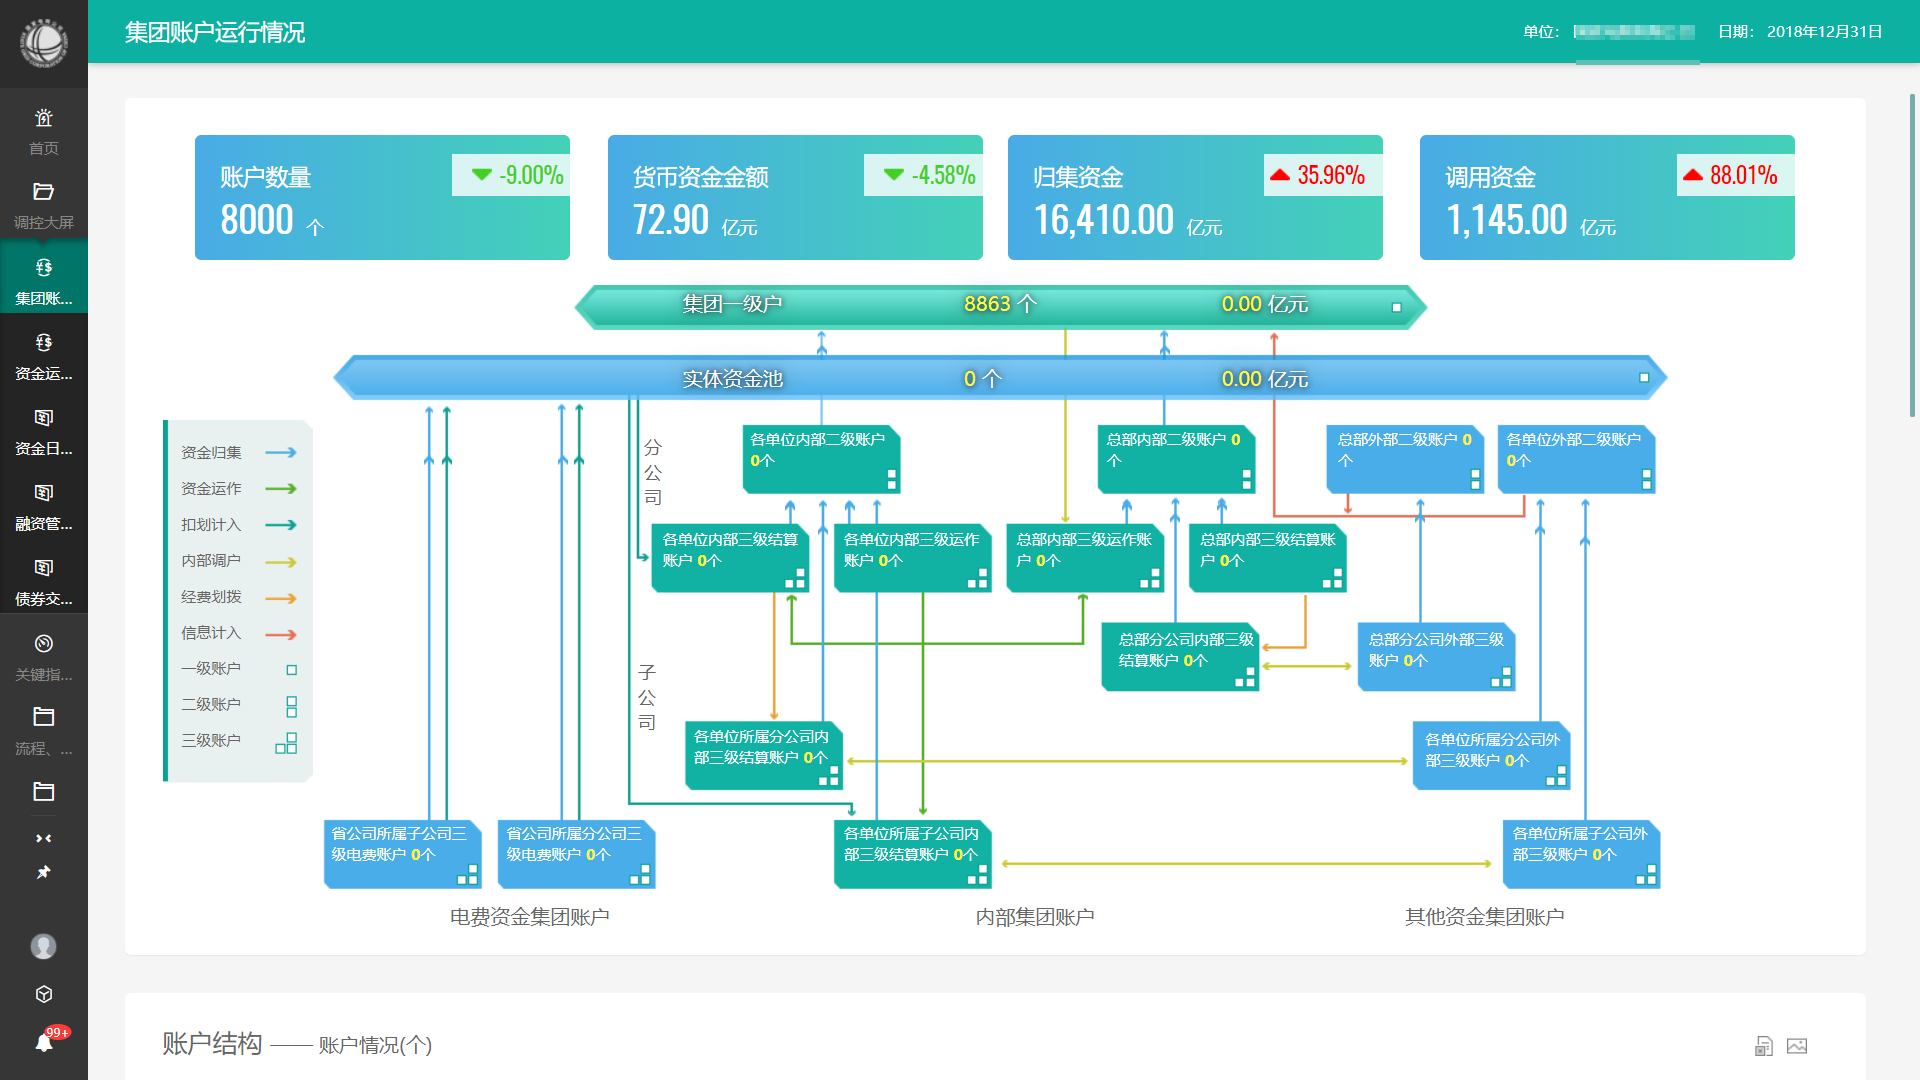 集团账户运行情况
单位：
日期： 2018年12月31日
首页
调控大屏
集团账...
资金运...
资金日...
融资管...
债券交...
关键指...
流程、...
99+
账户数量
-9.00%
8000 个
货币资金金额
-4.58%
72.90 亿元
归集资金
35.96%
16,410.00 亿元
调用资金
88.01%
1,145.00 亿元
集团一级户 8863 个 0.00 亿元
实体资金池 0 个 0.00 亿元
资金归集
资金运作
扣划计入
内部调户
经费划拨
信息计入
一级账户
二级账户
三级账户
分公司
子公司
各单位内部二级账户
0个
总部内部二级账户 0
个
总部外部二级账户 0
个
各单位外部二级账户
0个
各单位内部三级结算
账户 0个
各单位内部三级运作
账户 0个
总部内部三级运作账
户 0个
总部内部三级结算账
户 0个
总部分公司内部三级
结算账户 0个
总部分公司外部三级
账户 0个
各单位所属分公司内
部三级结算账户 0个
各单位所属分公司外
部三级账户 0个
省公司所属子公司三
级电费账户 0个
省公司所属分公司三
级电费账户 0个
各单位所属子公司内
部三级结算账户 0个
各单位所属子公司外
部三级账户 0个
电费资金集团账户
内部集团账户
其他资金集团账户
账户结构 —— 账户情况(个)